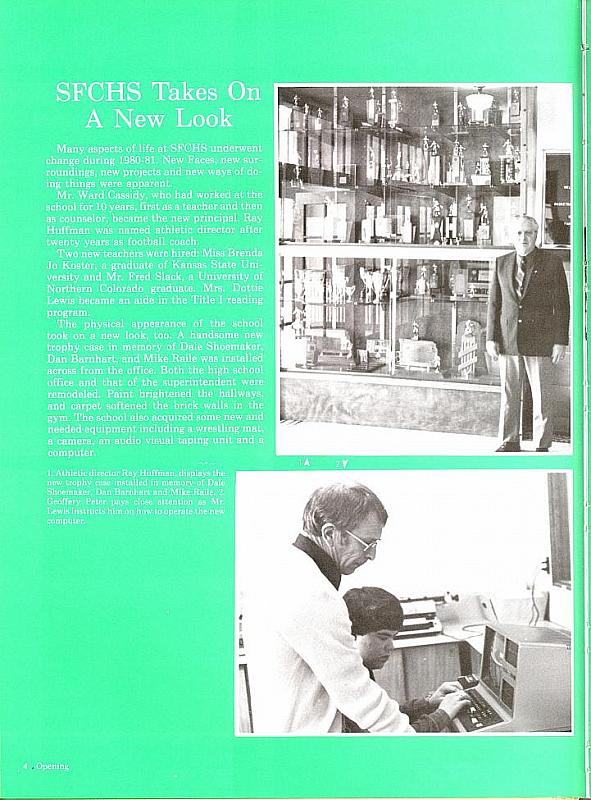 SFCHS Takes On
A New Look
Many aspects of life at SFCHS underwent
change during 1980-81. New Faces, new sur-
roundings, new projects and new ways of do-
ing things were apparent.
Mr. Ward Cassidy, who had worked at the
school for 10 years, first as a teacher and then
as counselor, became the new principal. Ray
Huffman was named athletic director after
twenty years as football coach.
Two new teachers were hired: Miss Brenda
Jo Koster, a graduate of Kansas State Uni-
versity and Mr. Fred Slack, a University of
Northern Colorado graduate. Mrs. Dottie
Lewis became an aide in the Title I reading
program.
The physical appearance of the school
took on a new look, too. A handsome new
trophy case in memory of Dale Shoemaker,
Dan Barnhart, and Mike Raile was installed
across from the office. Both the high school
office and that of the superintendent were
remodeled. Paint brightened the hallways,
and carpet softened the brick walls in the
gym. The school also acquired some new and
needed equipment including a wrestling mat,
a camera, an audio visual taping unit and a
computer.
1. Athletic director Ray Huffman, displays the
new trophy case installed in memory of Dale
Shoemaker, Dan Barnhart and Mike Raile. 2.
Geoffery Peter pays close attention as Mr.
Lewis instructs him on how to operate the new
computer.
1▲ 2▼
4 Opening